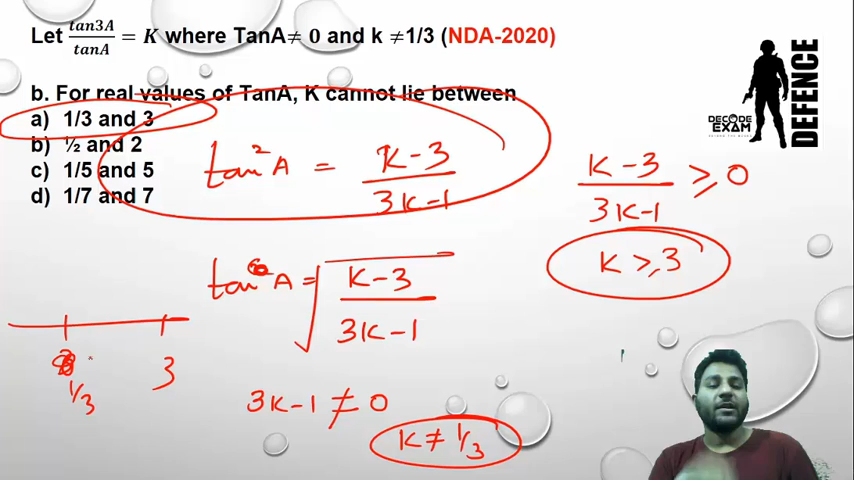 Let tan3A/tanA = K where TanA≠ 0 and k ≠1/3 (NDA-2020)
b. For real values of TanA, K cannot lie between
a) 1/3 and 3
b) ½ and 2
c) 1/5 and 5
d) 1/7 and 7
DECODE EXAM
DEFENCE
tan²A = K-3/3K-1
K-3/3K-1 ≥ 0
K ≥ 3
tan A = √(K-3/3K-1)
1/3 3
3K-1 ≠ 0
K ≠ 1/3